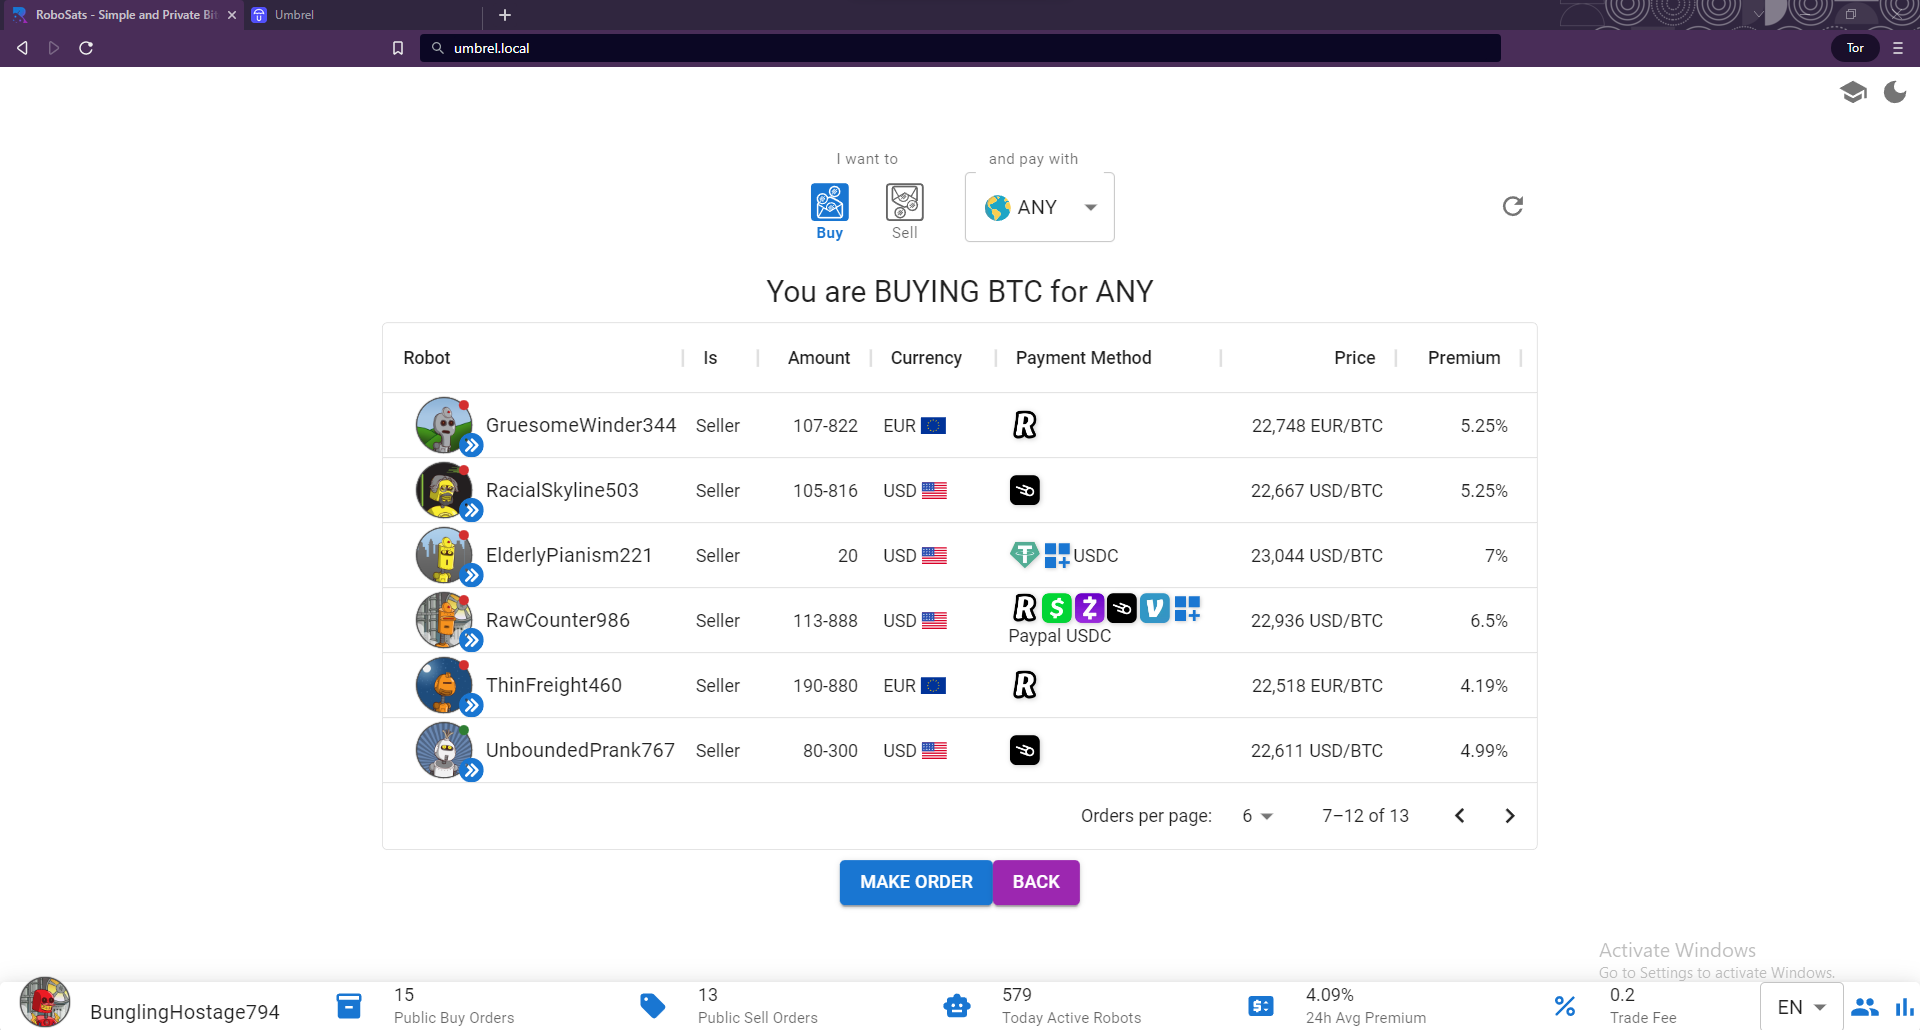 RoboSats - Simple and Private Bit
Umbrel
umbrel.local
Tor
I want to
and pay with
Buy
Sell
ANY
You are BUYING BTC for ANY
Robot Is Amount Currency Payment Method Price Premium
GruesomeWinder344 Seller 107-822 EUR 22,748 EUR/BTC 5.25%
RacialSkyline503 Seller 105-816 USD 22,667 USD/BTC 5.25%
ElderlyPianism221 Seller 20 USD USDC 23,044 USD/BTC 7%
RawCounter986 Seller 113-888 USD Paypal USDC 22,936 USD/BTC 6.5%
ThinFreight460 Seller 190-880 EUR 22,518 EUR/BTC 4.19%
UnboundedPrank767 Seller 80-300 USD 22,611 USD/BTC 4.99%
Orders per page: 6 7–12 of 13
MAKE ORDER
BACK
Activate Windows
Go to Settings to activate Windows.
BunglingHostage794
15
Public Buy Orders
13
Public Sell Orders
579
Today Active Robots
4.09%
24h Avg Premium
0.2
Trade Fee
EN